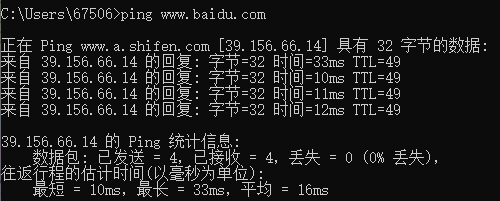 C:\Users\67506>ping www.baidu.com
正在 Ping www.a.shifen.com [39.156.66.14] 具有 32 字节的数据:
来自 39.156.66.14 的回复: 字节=32 时间=33ms TTL=49
来自 39.156.66.14 的回复: 字节=32 时间=10ms TTL=49
来自 39.156.66.14 的回复: 字节=32 时间=11ms TTL=49
来自 39.156.66.14 的回复: 字节=32 时间=12ms TTL=49
39.156.66.14 的 Ping 统计信息:
数据包: 已发送 = 4, 已接收 = 4, 丢失 = 0 (0% 丢失),
往返行程的估计时间(以毫秒为单位):
最短 = 10ms, 最长 = 33ms, 平均 = 16ms